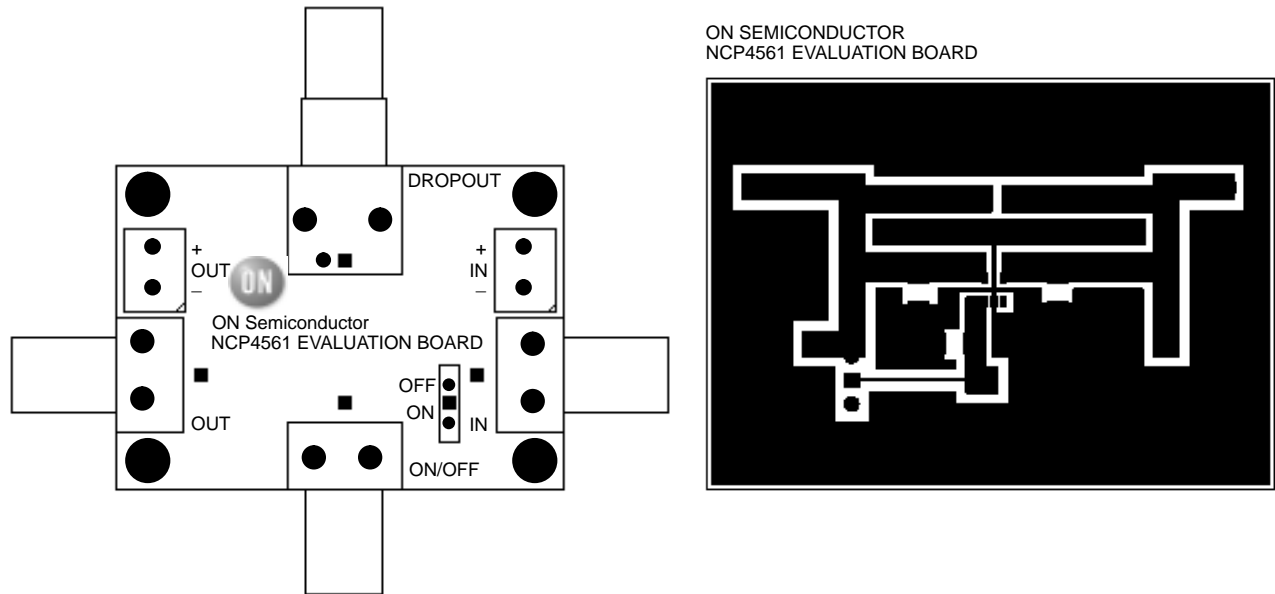 ON SEMICONDUCTOR
NCP4561 EVALUATION BOARD
DROPOUT
+
OUT
–
ON
+
IN
–
ON Semiconductor
NCP4561 EVALUATION BOARD
OFF
ON
OUT
IN
ON/OFF